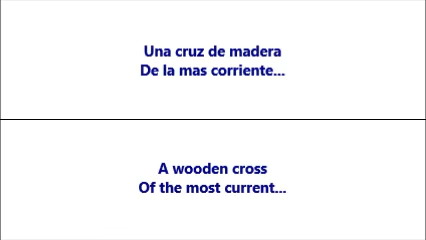 Una cruz de madera
De la mas corriente...
A wooden cross
Of the most current...